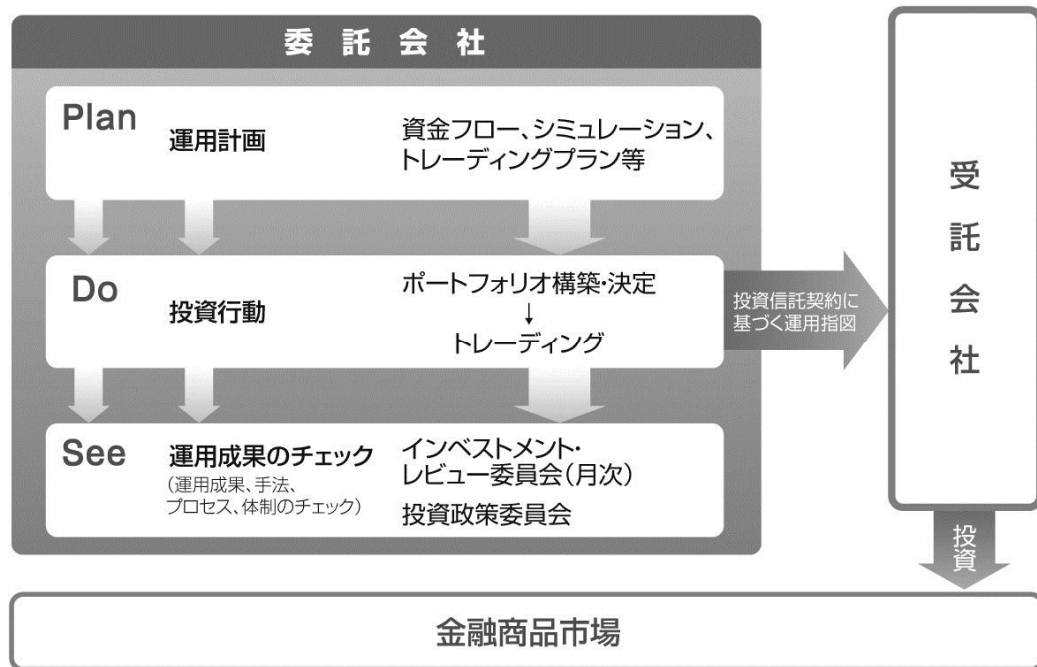 委託会社
Plan
運用計画
資金フロー、シミュレーション、
トレーディングプラン等
Do
投資行動
ポートフォリオ構築・決定
↓
トレーディング
See
運用成果のチェック
(運用成果、手法、
プロセス、体制のチェック)
インベストメント・
レビュー委員会(月次)
投資政策委員会
投資信託契約に
基づく運用指図
受託会社
投資
金融商品市場